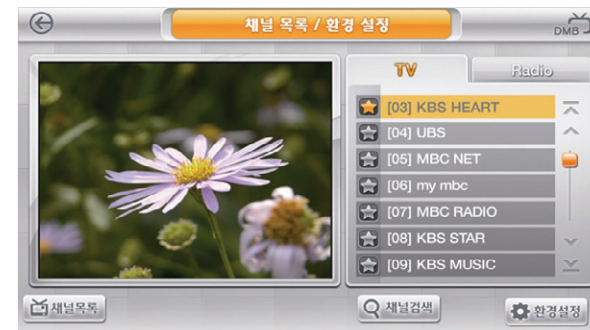 채널 목록 / 환경 설정
DMB
TV
Radio
[03] KBS HEART
[04] UBS
[05] MBC NET
[06] my mbc
[07] MBC RADIO
[08] KBS STAR
[09] KBS MUSIC
채널목록
채널검색
환경설정